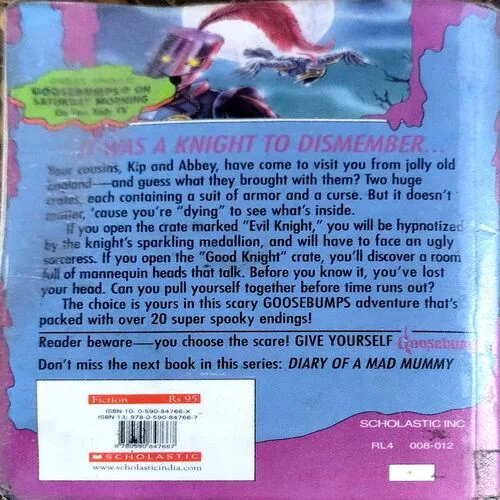 GOOSEBUMPS® ON
SATURDAY MORNING
On Fox Kids TV
IT WAS A KNIGHT TO DISMEMBER...
Your cousins, Kip and Abbey, have come to visit you from jolly old
England—and guess what they brought with them? Two huge
crates, each containing a suit of armor and a curse. But it doesn't
matter, 'cause you're "dying" to see what's inside.
If you open the crate marked "Evil Knight," you will be hypnotized
by the knight's sparkling medallion, and will have to face an ugly
sorceress. If you open the "Good Knight" crate, you'll discover a room
full of mannequin heads that talk. Before you know it, you've lost
your head. Can you pull yourself together before time runs out?
The choice is yours in this scary GOOSEBUMPS adventure that's
packed with over 20 super spooky endings!
Reader beware—you choose the scare! GIVE YOURSELF Goosebumps
Don't miss the next book in this series: DIARY OF A MAD MUMMY
Fiction Rs 95
ISBN-10: 0-590-84766-X
ISBN-13: 978-0-590-84766-7
9780590847667
SCHOLASTIC
www.scholasticindia.com
SCHOLASTIC INC.
RL4 008-012